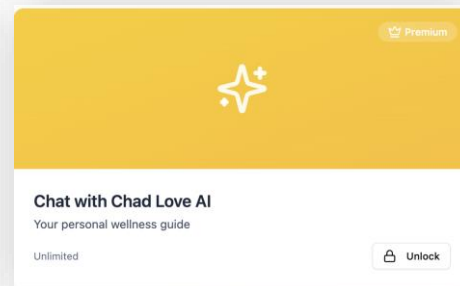 Premium
Chat with Chad Love AI
Your personal wellness guide
Unlimited
Unlock